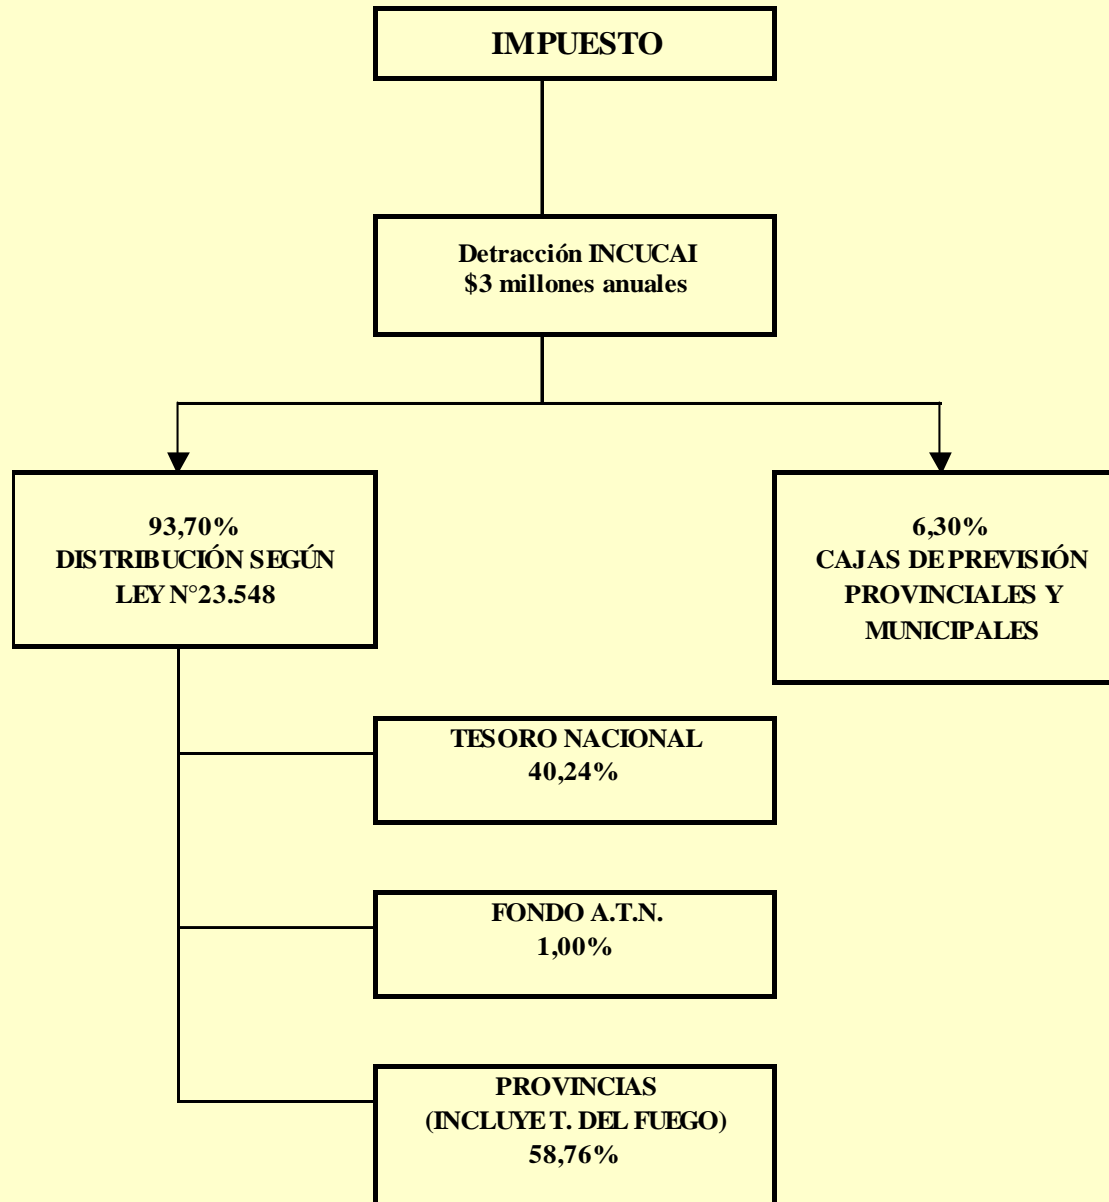 IMPUESTO
Detracción INCUCAI
$3 millones anuales
93,70%
DISTRIBUCIÓN SEGÚN
LEY N°23.548
6,30%
CAJAS DE PREVISIÓN
PROVINCIALES Y
MUNICIPALES
TESORO NACIONAL
40,24%
FONDO A.T.N.
1,00%
PROVINCIAS
(INCLUYE T. DEL FUEGO)
58,76%